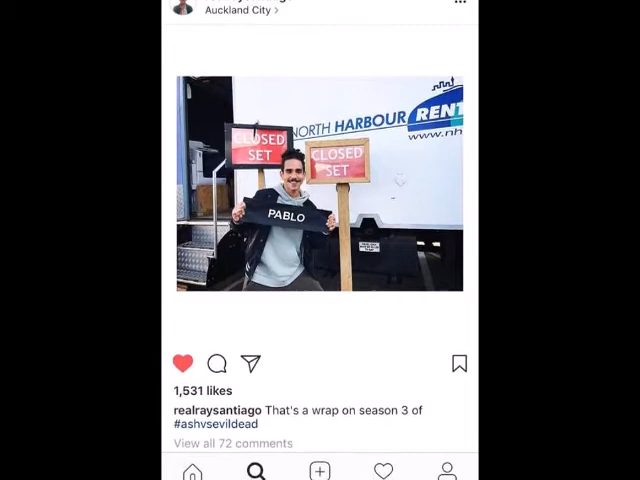 Auckland City >
NORTH HARBOUR
RENT
www.nh
CLOSED
SET
CLOSED
SET
PABLO
1,531 likes
realraysantiago That's a wrap on season 3 of
#ashvsevildead
View all 72 comments